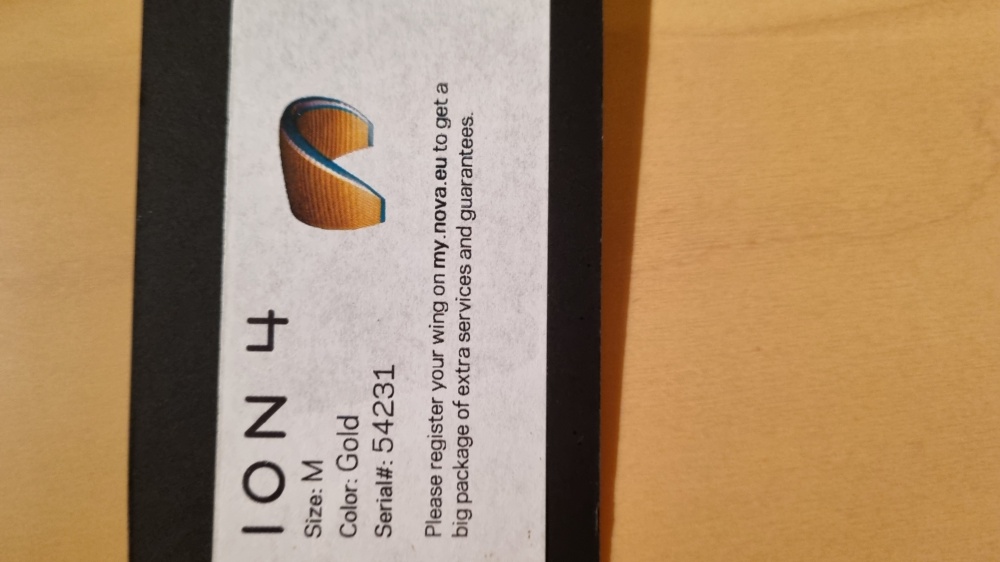 ION 4
Size: M
Color: Gold
Serial#: 54231
Please register your wing on my.nova.eu to get a
big package of extra services and guarantees.